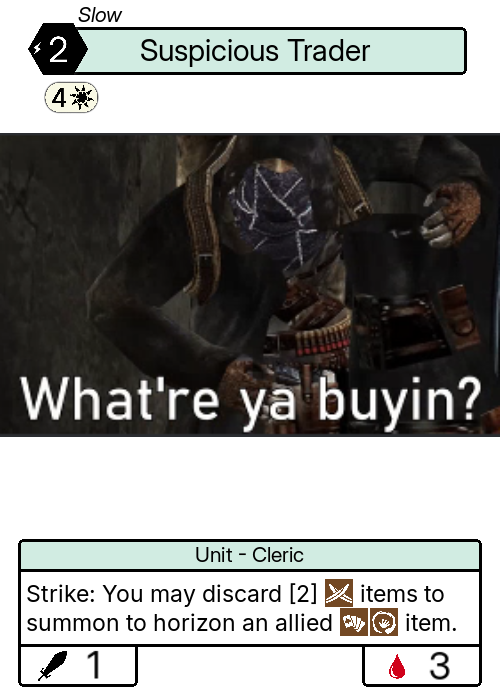 Slow
2
Suspicious Trader
4
What're ya buyin?
Unit - Cleric
Strike: You may discard [2] items to
summon to horizon an allied item.
1
3